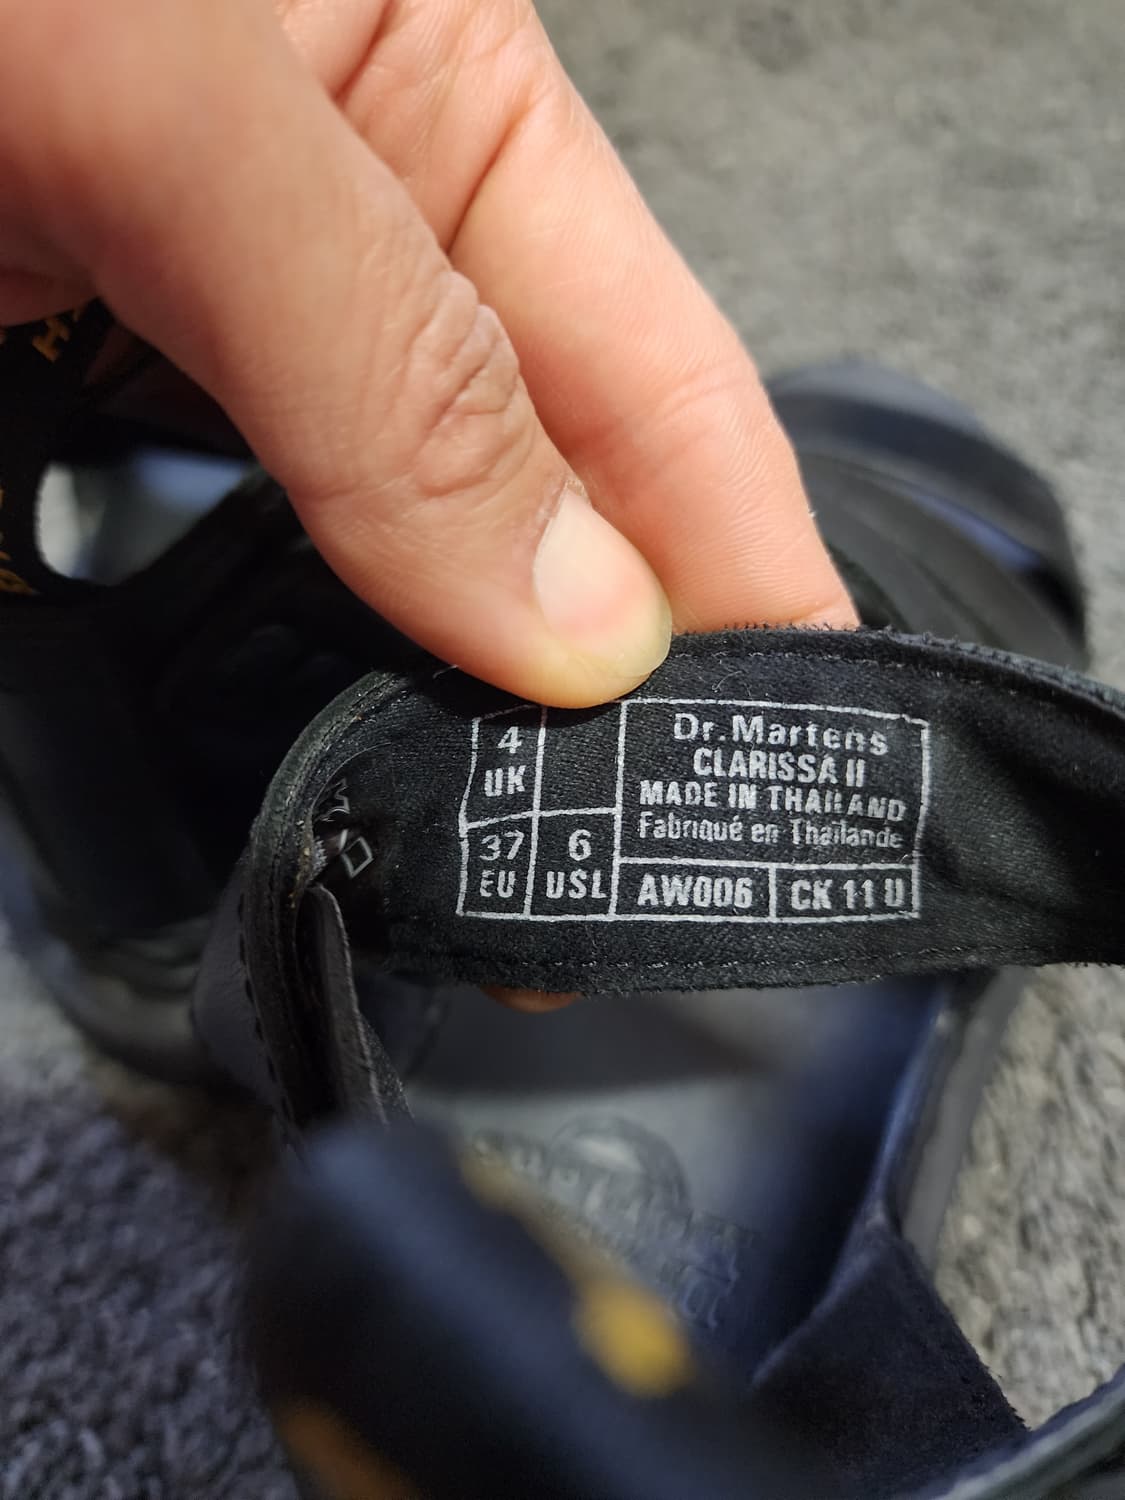 4
UK
37
EU
6
USL
Dr.Martens
CLARISSA II
MADE IN THAILAND
Fabriqué en Thaïlande
AW006
CK 11 U